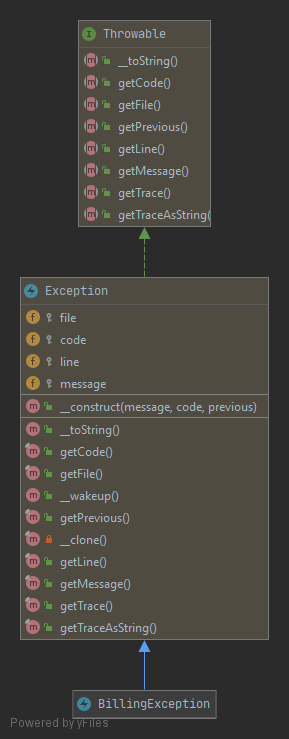 Throwable
__toString()
getCode()
getFile()
getPrevious()
getLine()
getMessage()
getTrace()
getTraceAsString(
Exception
file
code
line
message
__construct(message, code, previous)
__toString()
getCode()
getFile()
__wakeup()
getPrevious()
__clone()
getLine()
getMessage()
getTrace()
getTraceAsString()
BillingException
Powered by yFiles